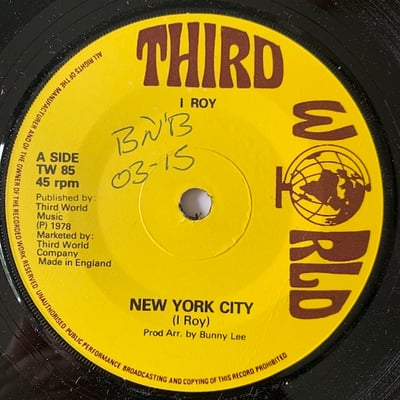 THIRD
WORLD
I ROY
BN'B
03-15
A SIDE
TW 85
45 rpm
Published by:
Third World
Music
(P) 1978
Marketed by:
Third World
Company
Made in England
NEW YORK CITY
(I Roy)
Prod Arr. by Bunny Lee
ALL RIGHTS OF THE MANUFACTURER AND OF THE OWNER OF THE RECORDED WORK RESERVED UNAUTHORISED PUBLIC PERFORMANCE BROADCASTING AND COPYING OF THIS RECORD PROHIBITED